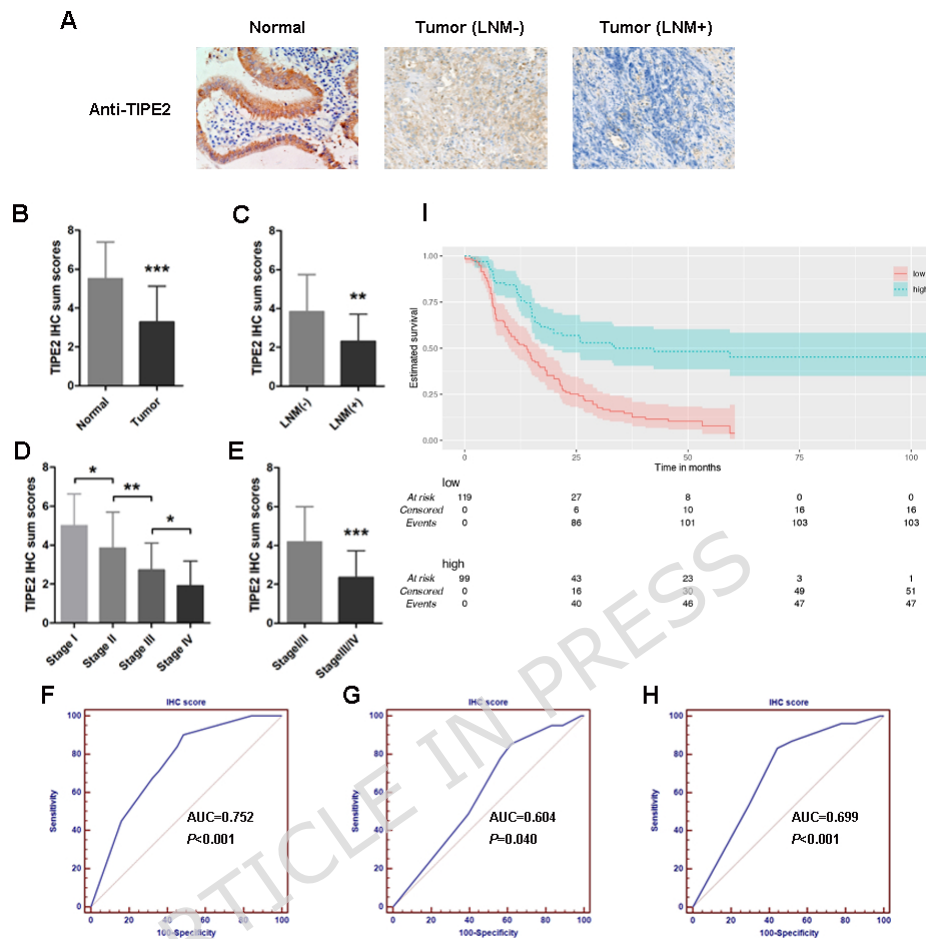 A
Normal
Tumor (LNM-)
Tumor (LNM+)
Anti-TIPE2
B
TIPE2 IHC sum scores
8
6
4
2
0
***
Normal
Tumor
C
TIPE2 IHC sum scores
8
6
4
2
0
**
LNM(-)
LNM(+)
I
Estimated survival
1.00
0.75
0.50
0.25
0.00
low
high
0
25
50
75
100
Time in months
low
At risk 119 27 8 0 0
Censored 0 6 10 16 16
Events 0 86 101 103 103
high
At risk 99 43 23 3 1
Censored 0 16 30 49 51
Events 0 40 46 47 47
D
TIPE2 IHC sum scores
8
6
4
2
0
*
**
*
Stage I
Stage II
Stage III
Stage IV
E
TIPE2 IHC sum scores
8
6
4
2
0
***
StageI/II
StageIII/IV
F
IHC score
Sensitivity
100
80
60
40
20
0
AUC=0.752
P<0.001
0 20 40 60 80 100
100-Specificity
G
IHC score
Sensitivity
100
80
60
40
20
0
AUC=0.604
P=0.040
0 20 40 60 80 100
100-Specificity
H
IHC score
Sensitivity
100
80
60
40
20
0
AUC=0.699
P<0.001
0 20 40 60 80 100
100-Specificity
RTICLE IN PRESS